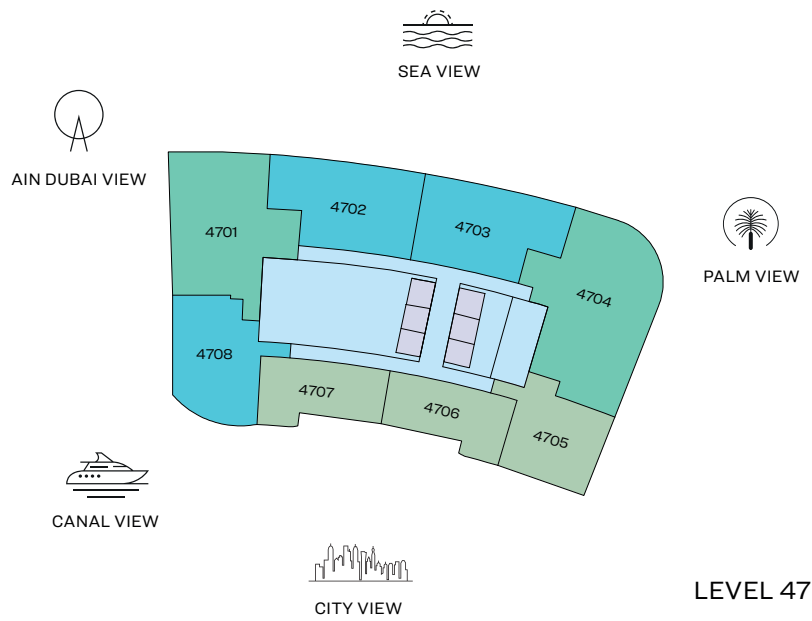 SEA VIEW
AIN DUBAI VIEW
4702
4701
4703
PALM VIEW
4704
4708
4707
4706
4705
CANAL VIEW
CITY VIEW
LEVEL 47